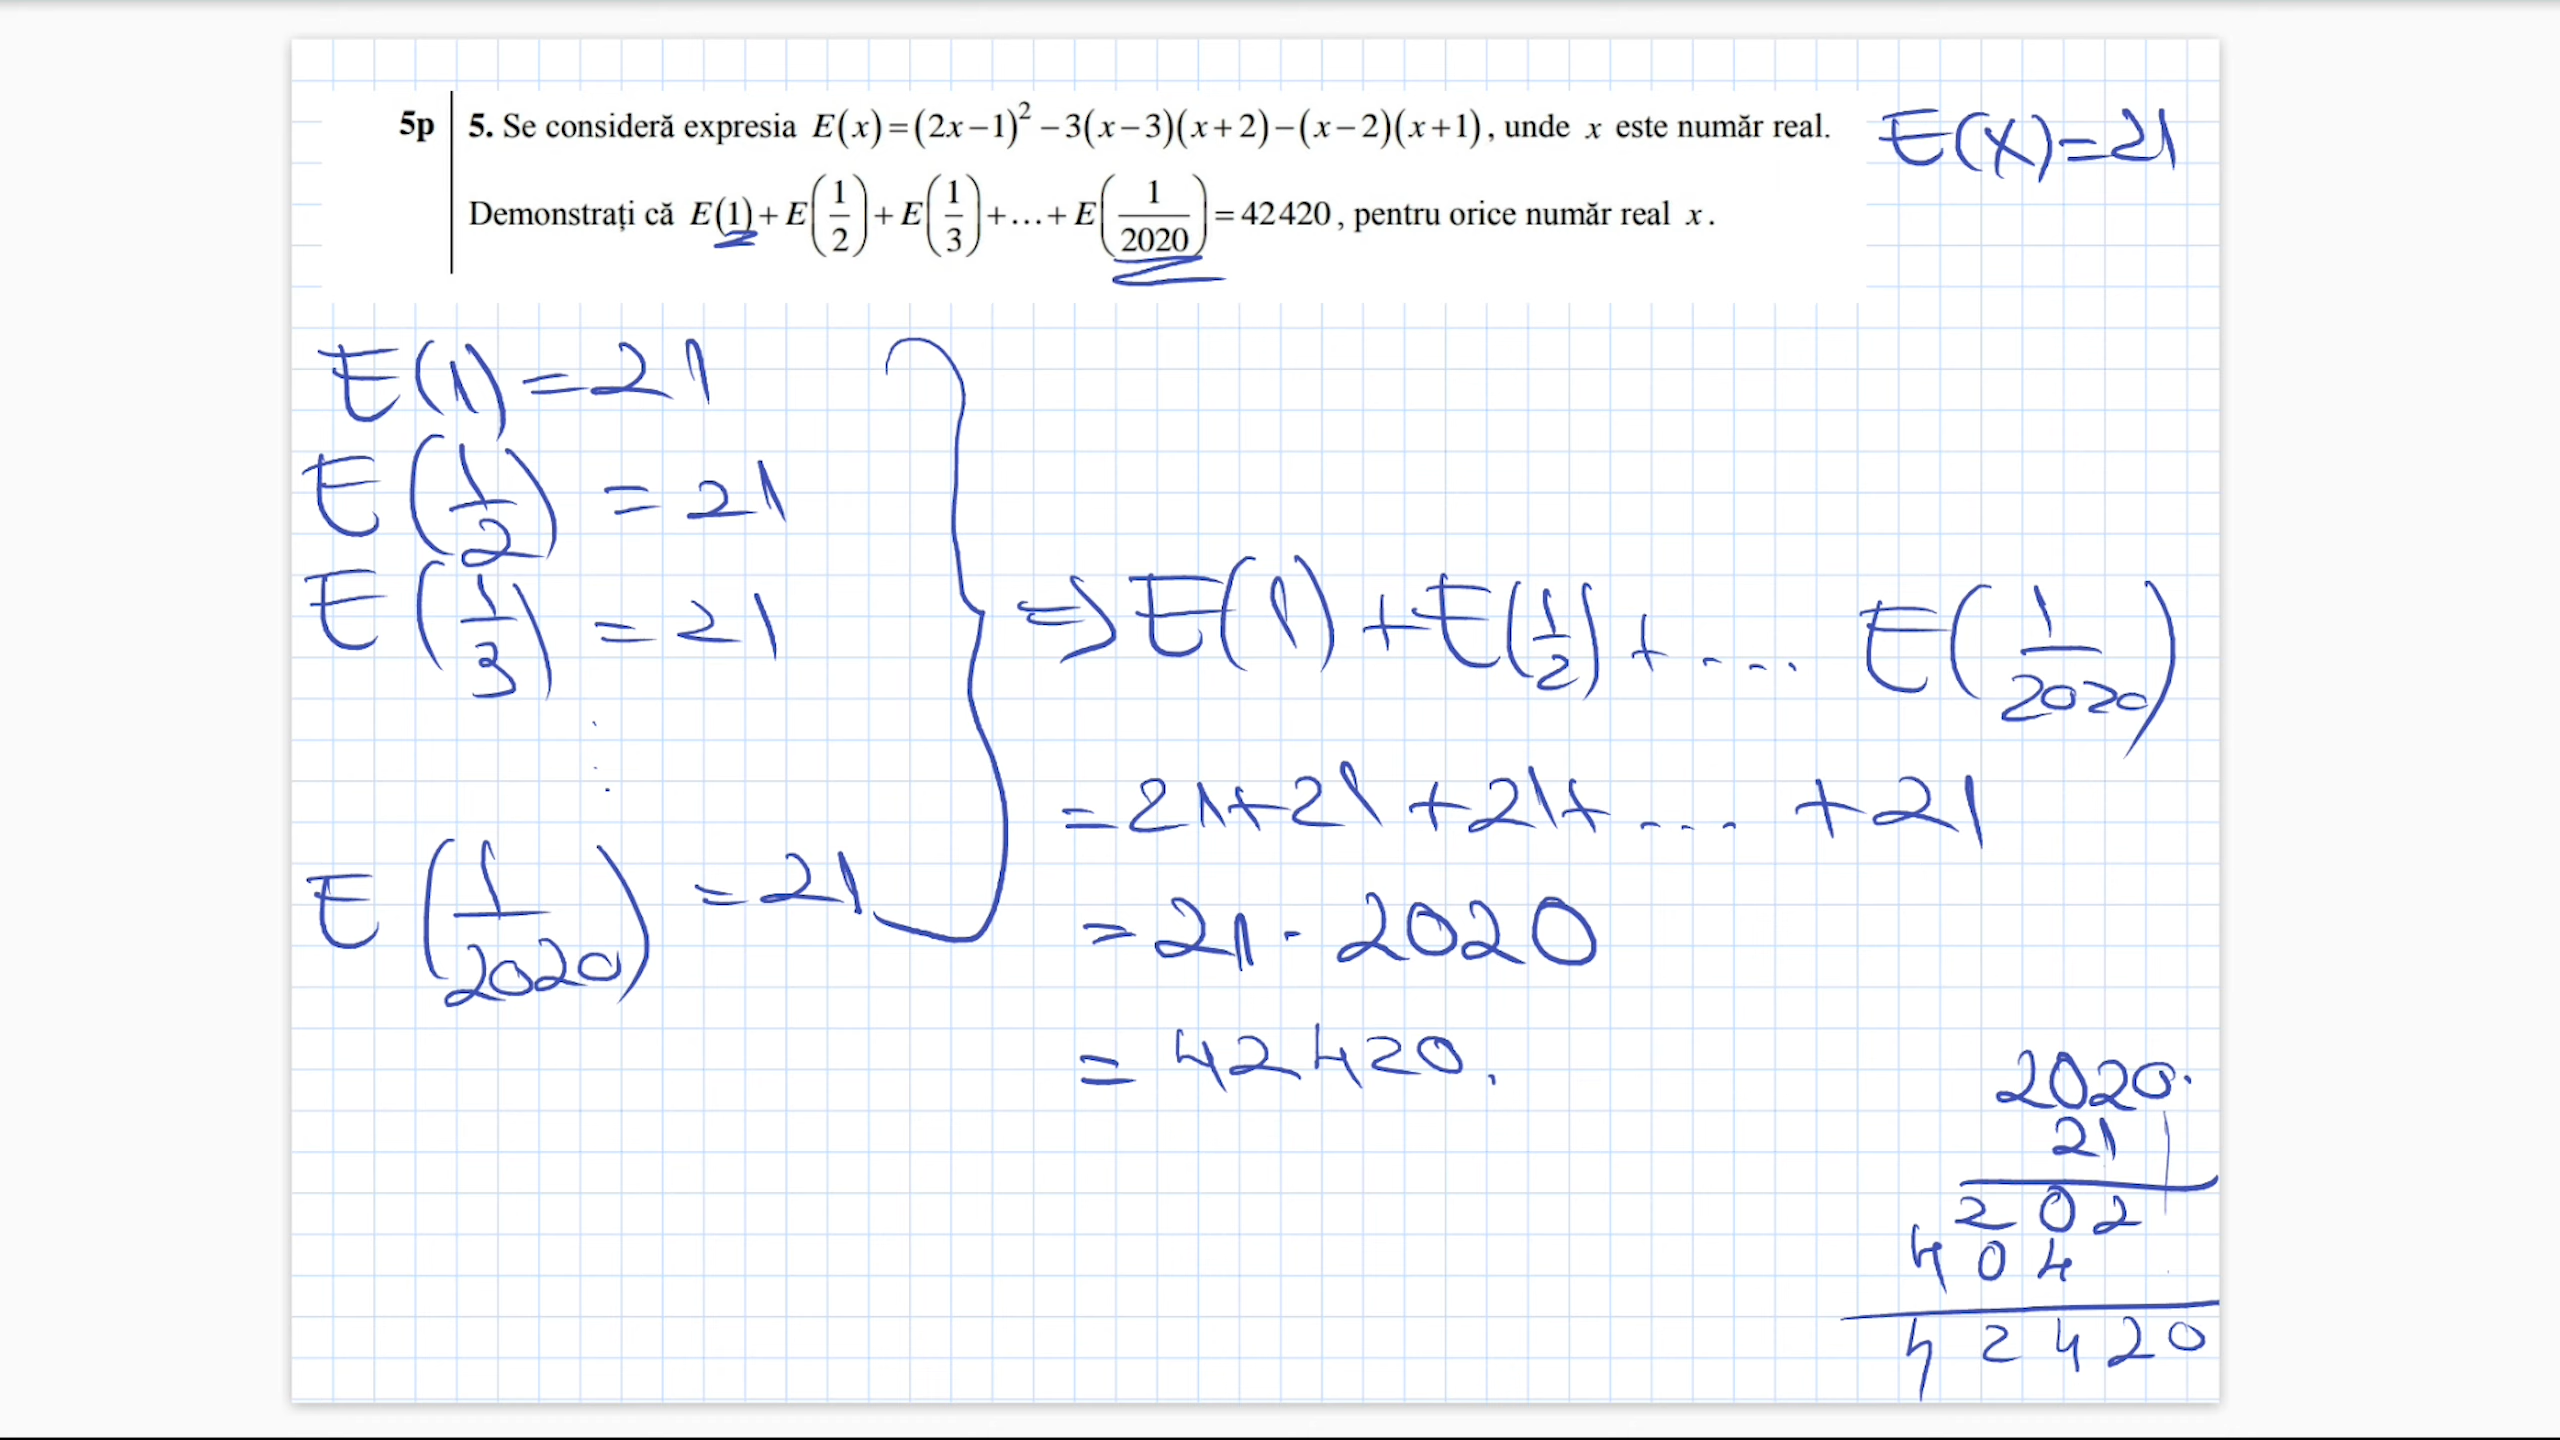 5p 5. Se consideră expresia E(x)=(2x−1)²−3(x−3)(x+2)−(x−2)(x+1), unde x este număr real.
E(x)=21
Demonstrați că E(1)+E(1/2)+E(1/3)+...+E(1/2020)=42420, pentru orice număr real x.
E(1)=21
E(1/2)=21
E(1/3)=21
⋮
E(1/2020)=21
⇒E(1)+E(1/2)+.... E(1/2020)
=21+21+21+.... +21
=21·2020
=42420.
2020·
21
202
404
42420